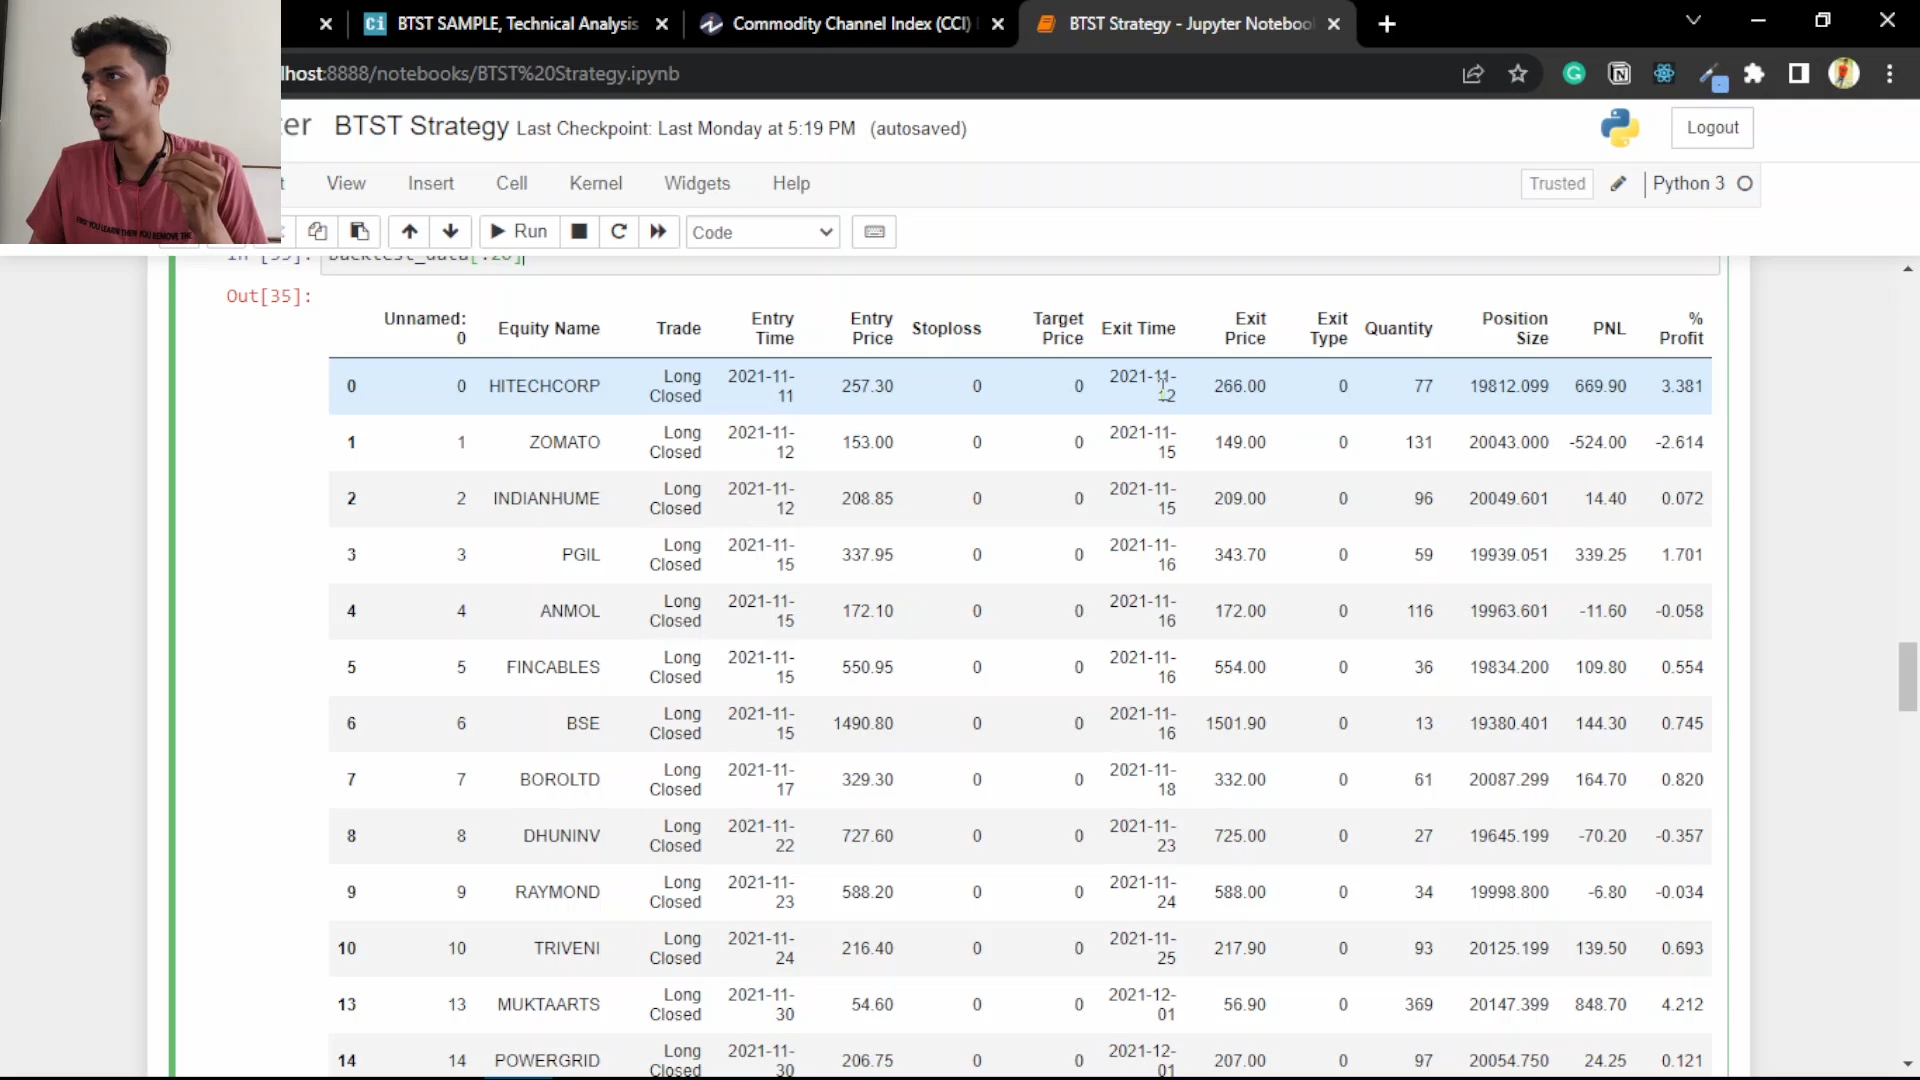 BTST SAMPLE, Technical Analysis
Commodity Channel Index (CCI)
BTST Strategy - Jupyter Noteboo
lhost:8888/notebooks/BTST%20Strategy.ipynb
er BTST Strategy Last Checkpoint: Last Monday at 5:19 PM (autosaved)
Logout
t View Insert Cell Kernel Widgets Help
Trusted
Python 3
Run
Code
Out[35]:
Unnamed: 0 Equity Name Trade Entry Time Entry Price Stoploss Target Price Exit Time Exit Price Exit Type Quantity Position Size PNL % Profit
0 0 HITECHCORP Long Closed 2021-11-11 257.30 0 0 2021-11-12 266.00 0 77 19812.099 669.90 3.381
1 1 ZOMATO Long Closed 2021-11-12 153.00 0 0 2021-11-15 149.00 0 131 20043.000 -524.00 -2.614
2 2 INDIANHUME Long Closed 2021-11-12 208.85 0 0 2021-11-15 209.00 0 96 20049.601 14.40 0.072
3 3 PGIL Long Closed 2021-11-15 337.95 0 0 2021-11-16 343.70 0 59 19939.051 339.25 1.701
4 4 ANMOL Long Closed 2021-11-15 172.10 0 0 2021-11-16 172.00 0 116 19963.601 -11.60 -0.058
5 5 FINCABLES Long Closed 2021-11-15 550.95 0 0 2021-11-16 554.00 0 36 19834.200 109.80 0.554
6 6 BSE Long Closed 2021-11-15 1490.80 0 0 2021-11-16 1501.90 0 13 19380.401 144.30 0.745
7 7 BOROLTD Long Closed 2021-11-17 329.30 0 0 2021-11-18 332.00 0 61 20087.299 164.70 0.820
8 8 DHUNINV Long Closed 2021-11-22 727.60 0 0 2021-11-23 725.00 0 27 19645.199 -70.20 -0.357
9 9 RAYMOND Long Closed 2021-11-23 588.20 0 0 2021-11-24 588.00 0 34 19998.800 -6.80 -0.034
10 10 TRIVENI Long Closed 2021-11-24 216.40 0 0 2021-11-25 217.90 0 93 20125.199 139.50 0.693
13 13 MUKTAARTS Long Closed 2021-11-30 54.60 0 0 2021-12-01 56.90 0 369 20147.399 848.70 4.212
14 14 POWERGRID Long Closed 2021-11-30 206.75 0 0 2021-12-01 207.00 0 97 20054.750 24.25 0.121